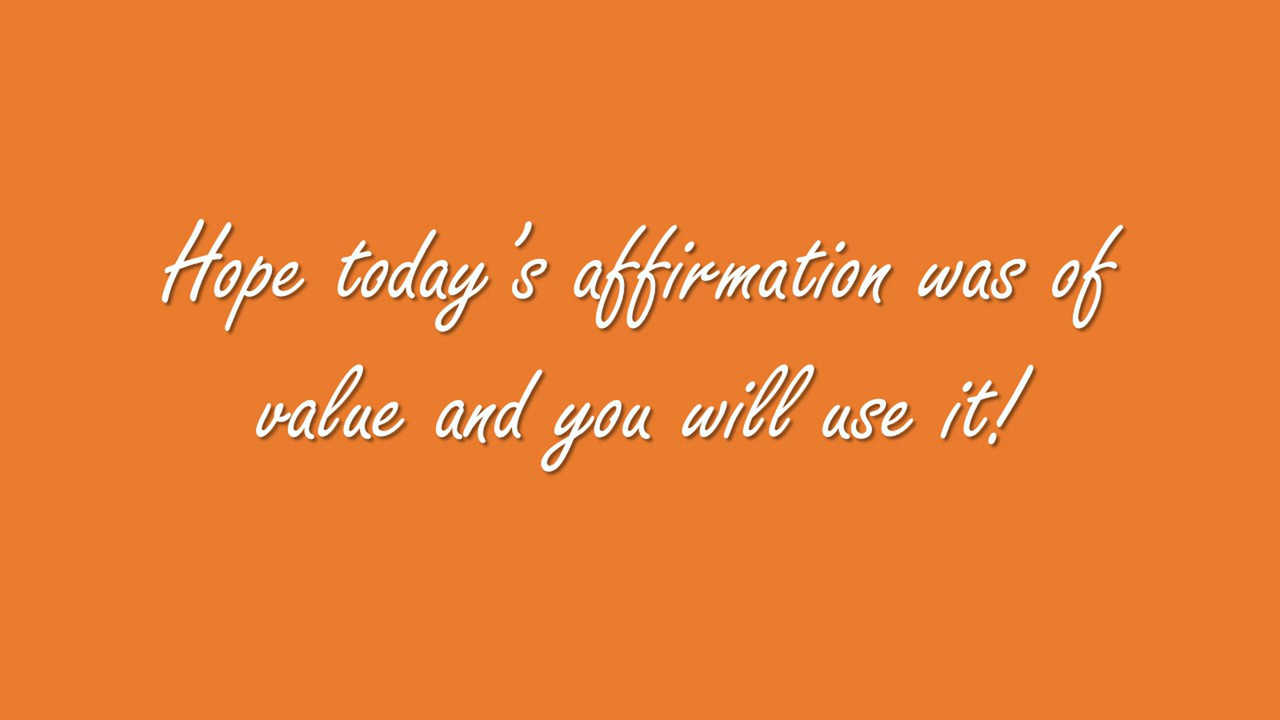 Hope today’s affirmation was of
value and you will use it!